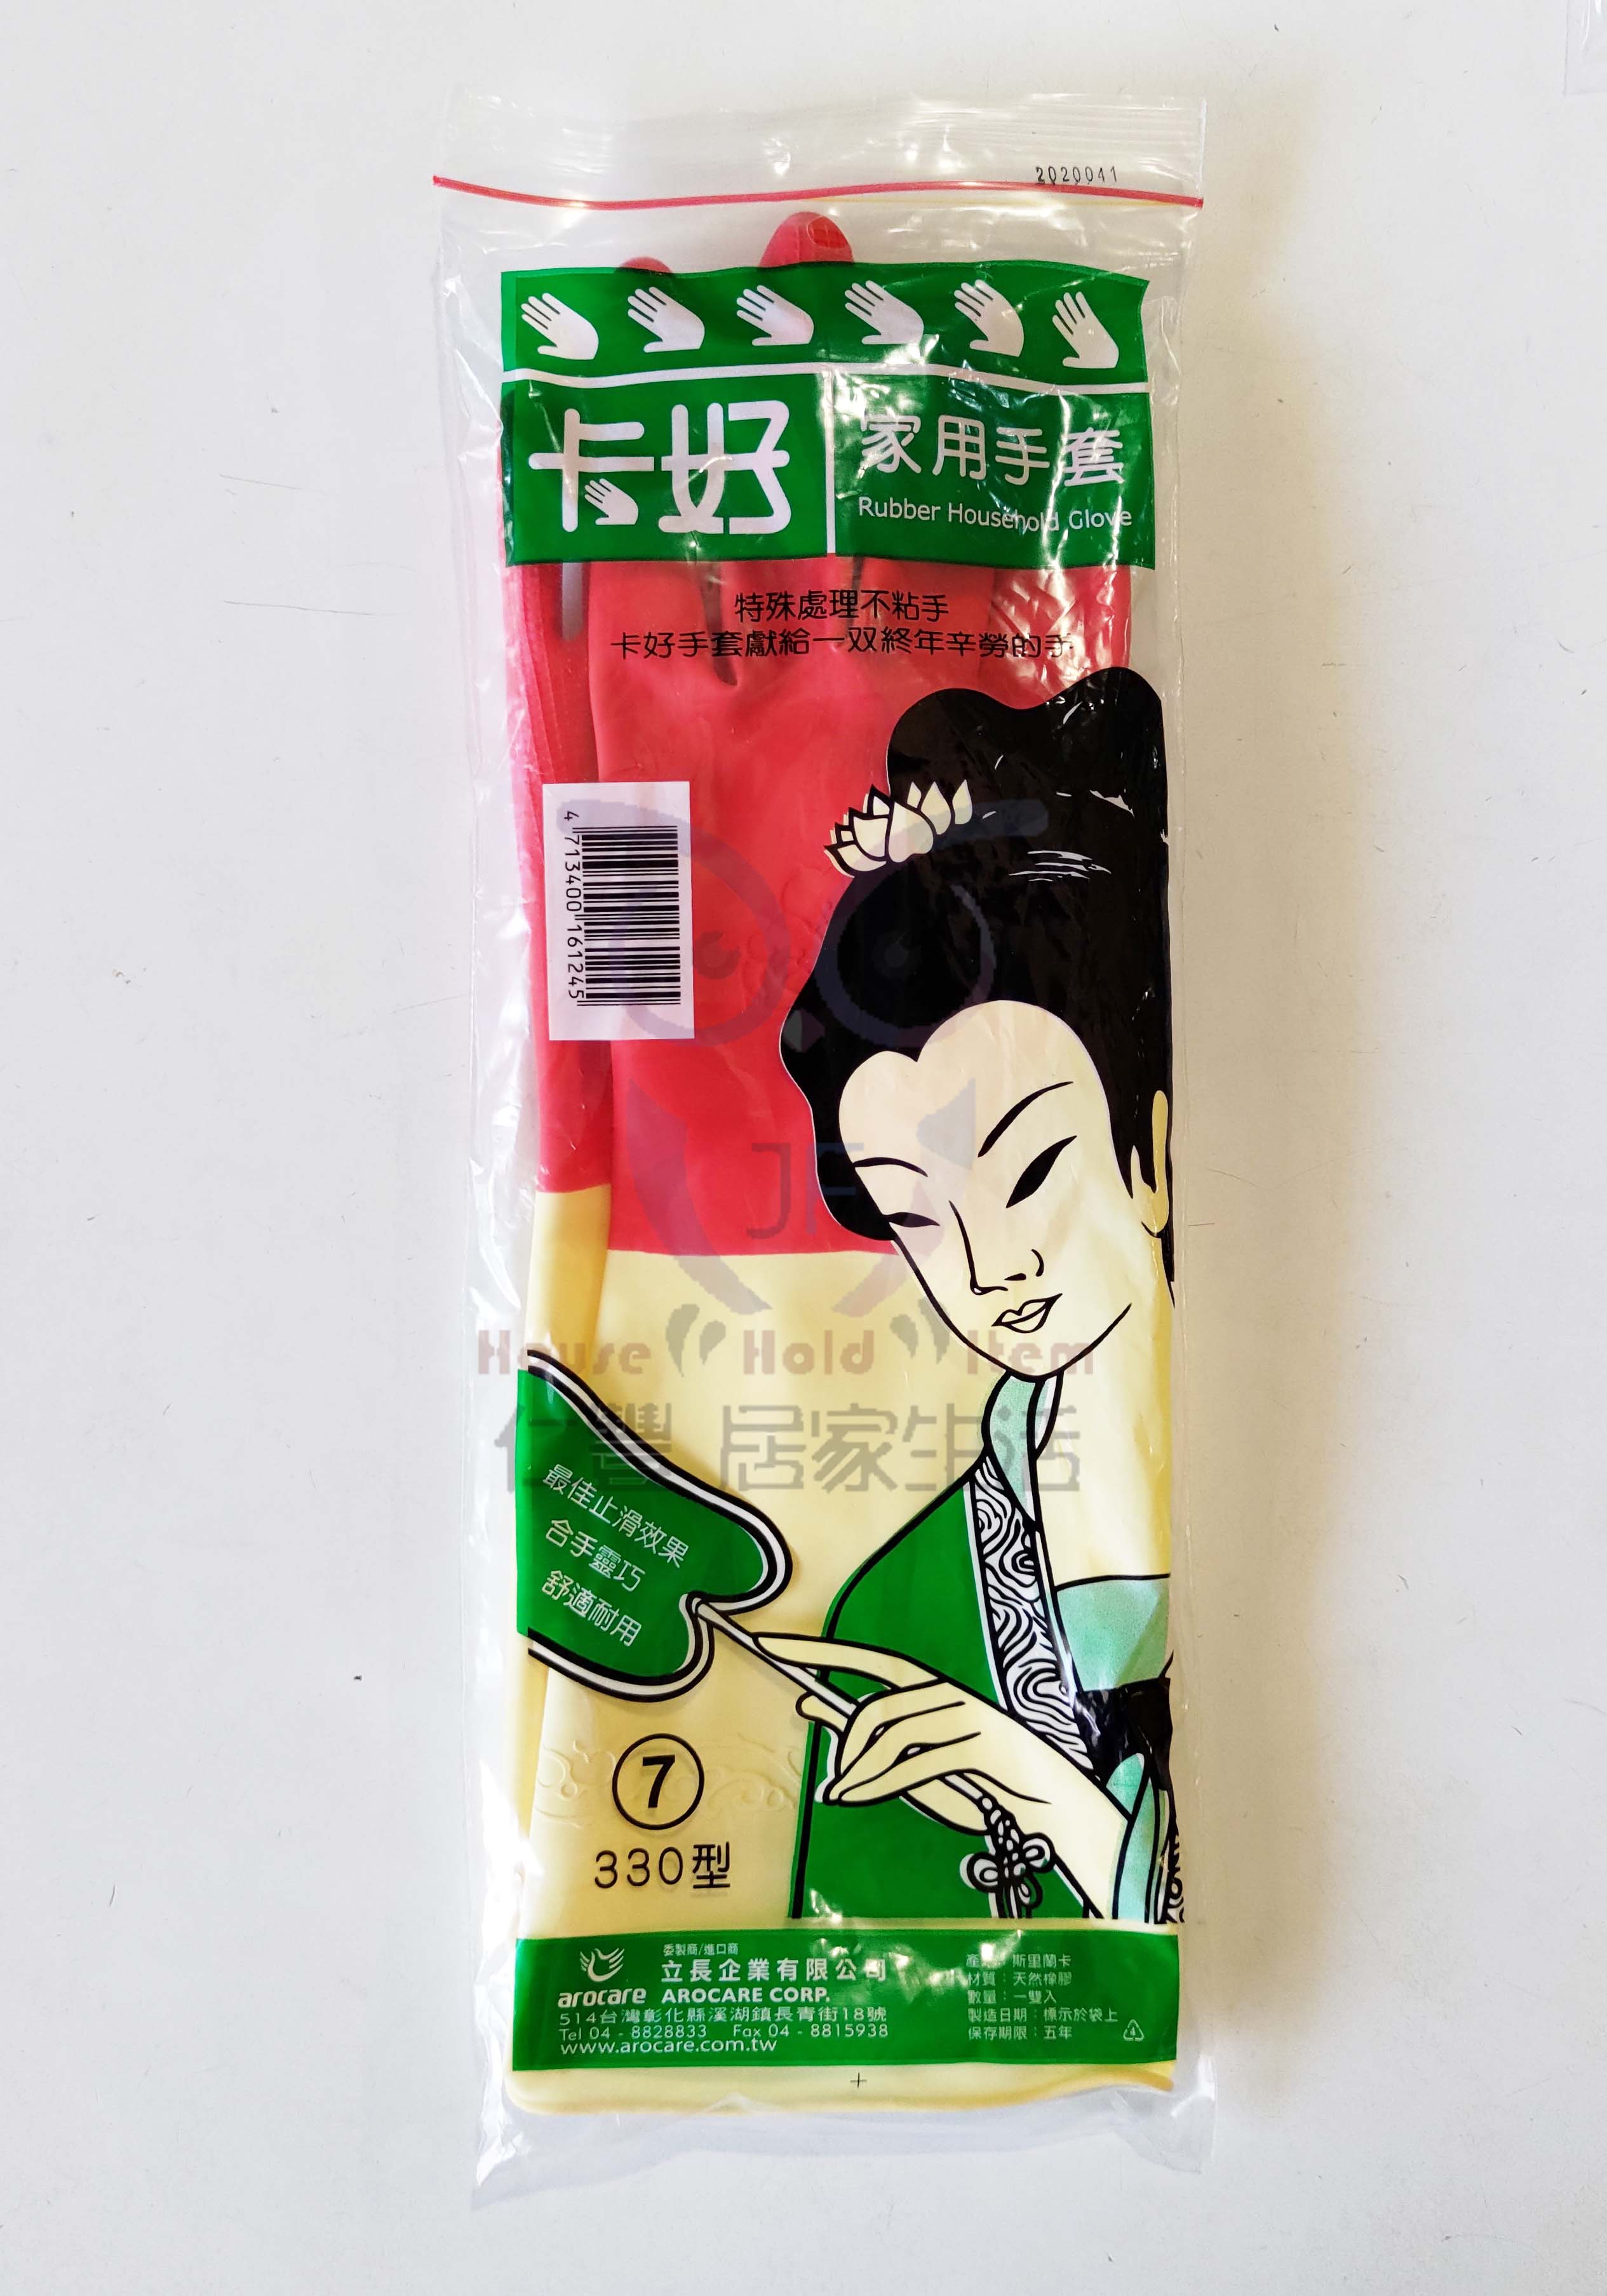 2020041
卡好
家用手套
Rubber Household Glove
特殊處理不粘手
卡好手套獻給一双終年辛勞的手
4 713400 161245
JF
House Hold Item
仁豐 居家生活
最佳止滑效果
合手靈巧
舒適耐用
7
330型
委製商/進口商
立長企業有限公司
arocare AROCARE CORP.
514台灣彰化縣溪湖鎮長青街18號
Tel 04 - 8828833 Fax 04 - 8815938
www.arocare.com.tw
產地：斯里蘭卡
材質：天然橡膠
數量：一雙入
製造日期：標示於袋上
保存期限：五年
4